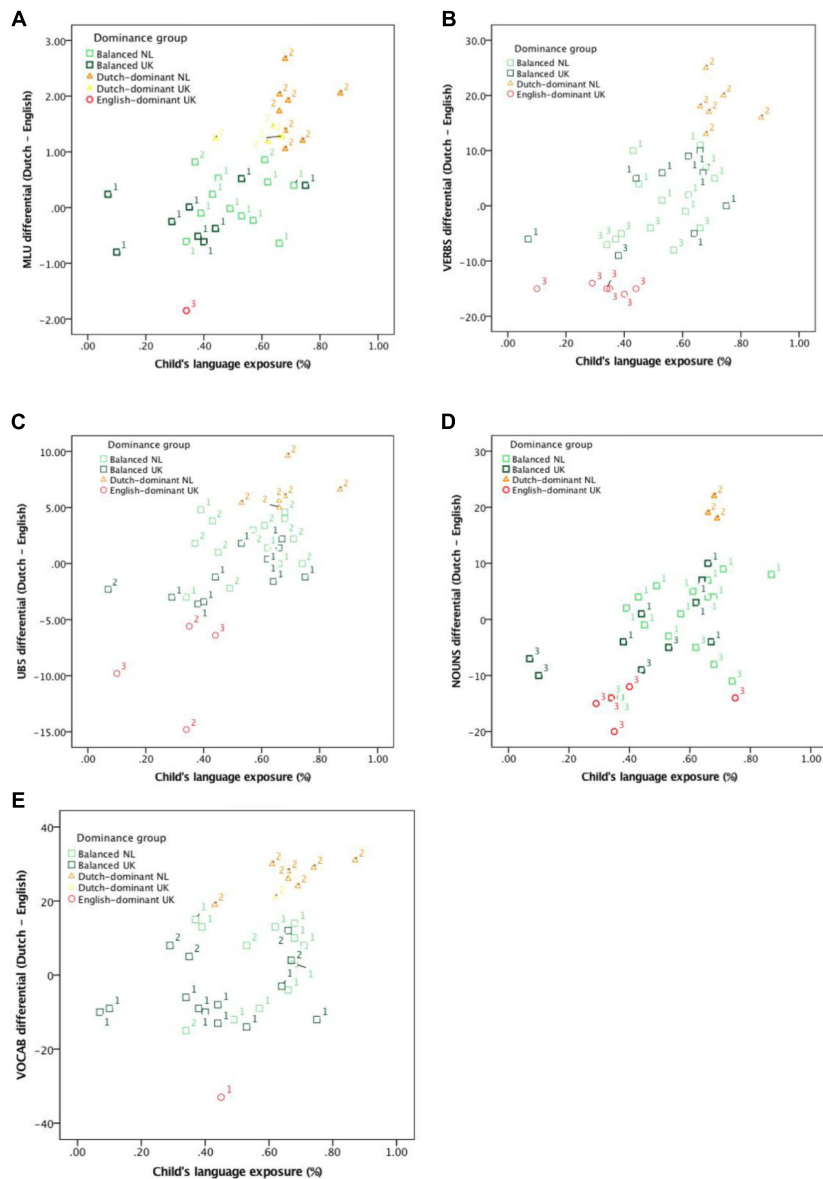 A
Dominance group
Balanced NL
Balanced UK
Dutch-dominant NL
Dutch-dominant UK
English-dominant UK
MLU differential (Dutch – English)
3.00
2.00
1.00
.00
-1.00
-2.00
.00 .20 .40 .60 .80 1.00
Child's language exposure (%)
B
Dominance group
Balanced NL
Balanced UK
Dutch-dominant NL
English-dominant UK
VERBS differential (Dutch – English)
30.0
20.0
10.0
.0
-10.0
-20.0
.00 .20 .40 .60 .80 1.00
Child's language exposure (%)
C
Dominance group
Balanced NL
Balanced UK
Dutch-dominant NL
English-dominant UK
UB5 differential (Dutch – English)
10.00
5.00
.00
-5.00
-10.00
-15.00
.00 .20 .40 .60 .80 1.00
Child's language exposure (%)
D
Dominance group
Balanced NL
Balanced UK
Dutch-dominant NL
English-dominant UK
NOUNS differential (Dutch – English)
30
20
10
0
-10
-20
.00 .20 .40 .60 .80 1.00
Child's language exposure (%)
E
Dominance group
Balanced NL
Balanced UK
Dutch-dominant NL
Dutch-dominant UK
English-dominant UK
VOCAB differential (Dutch – English)
40
20
0
-20
-40
.00 .20 .40 .60 .80 1.00
Child's language exposure (%)